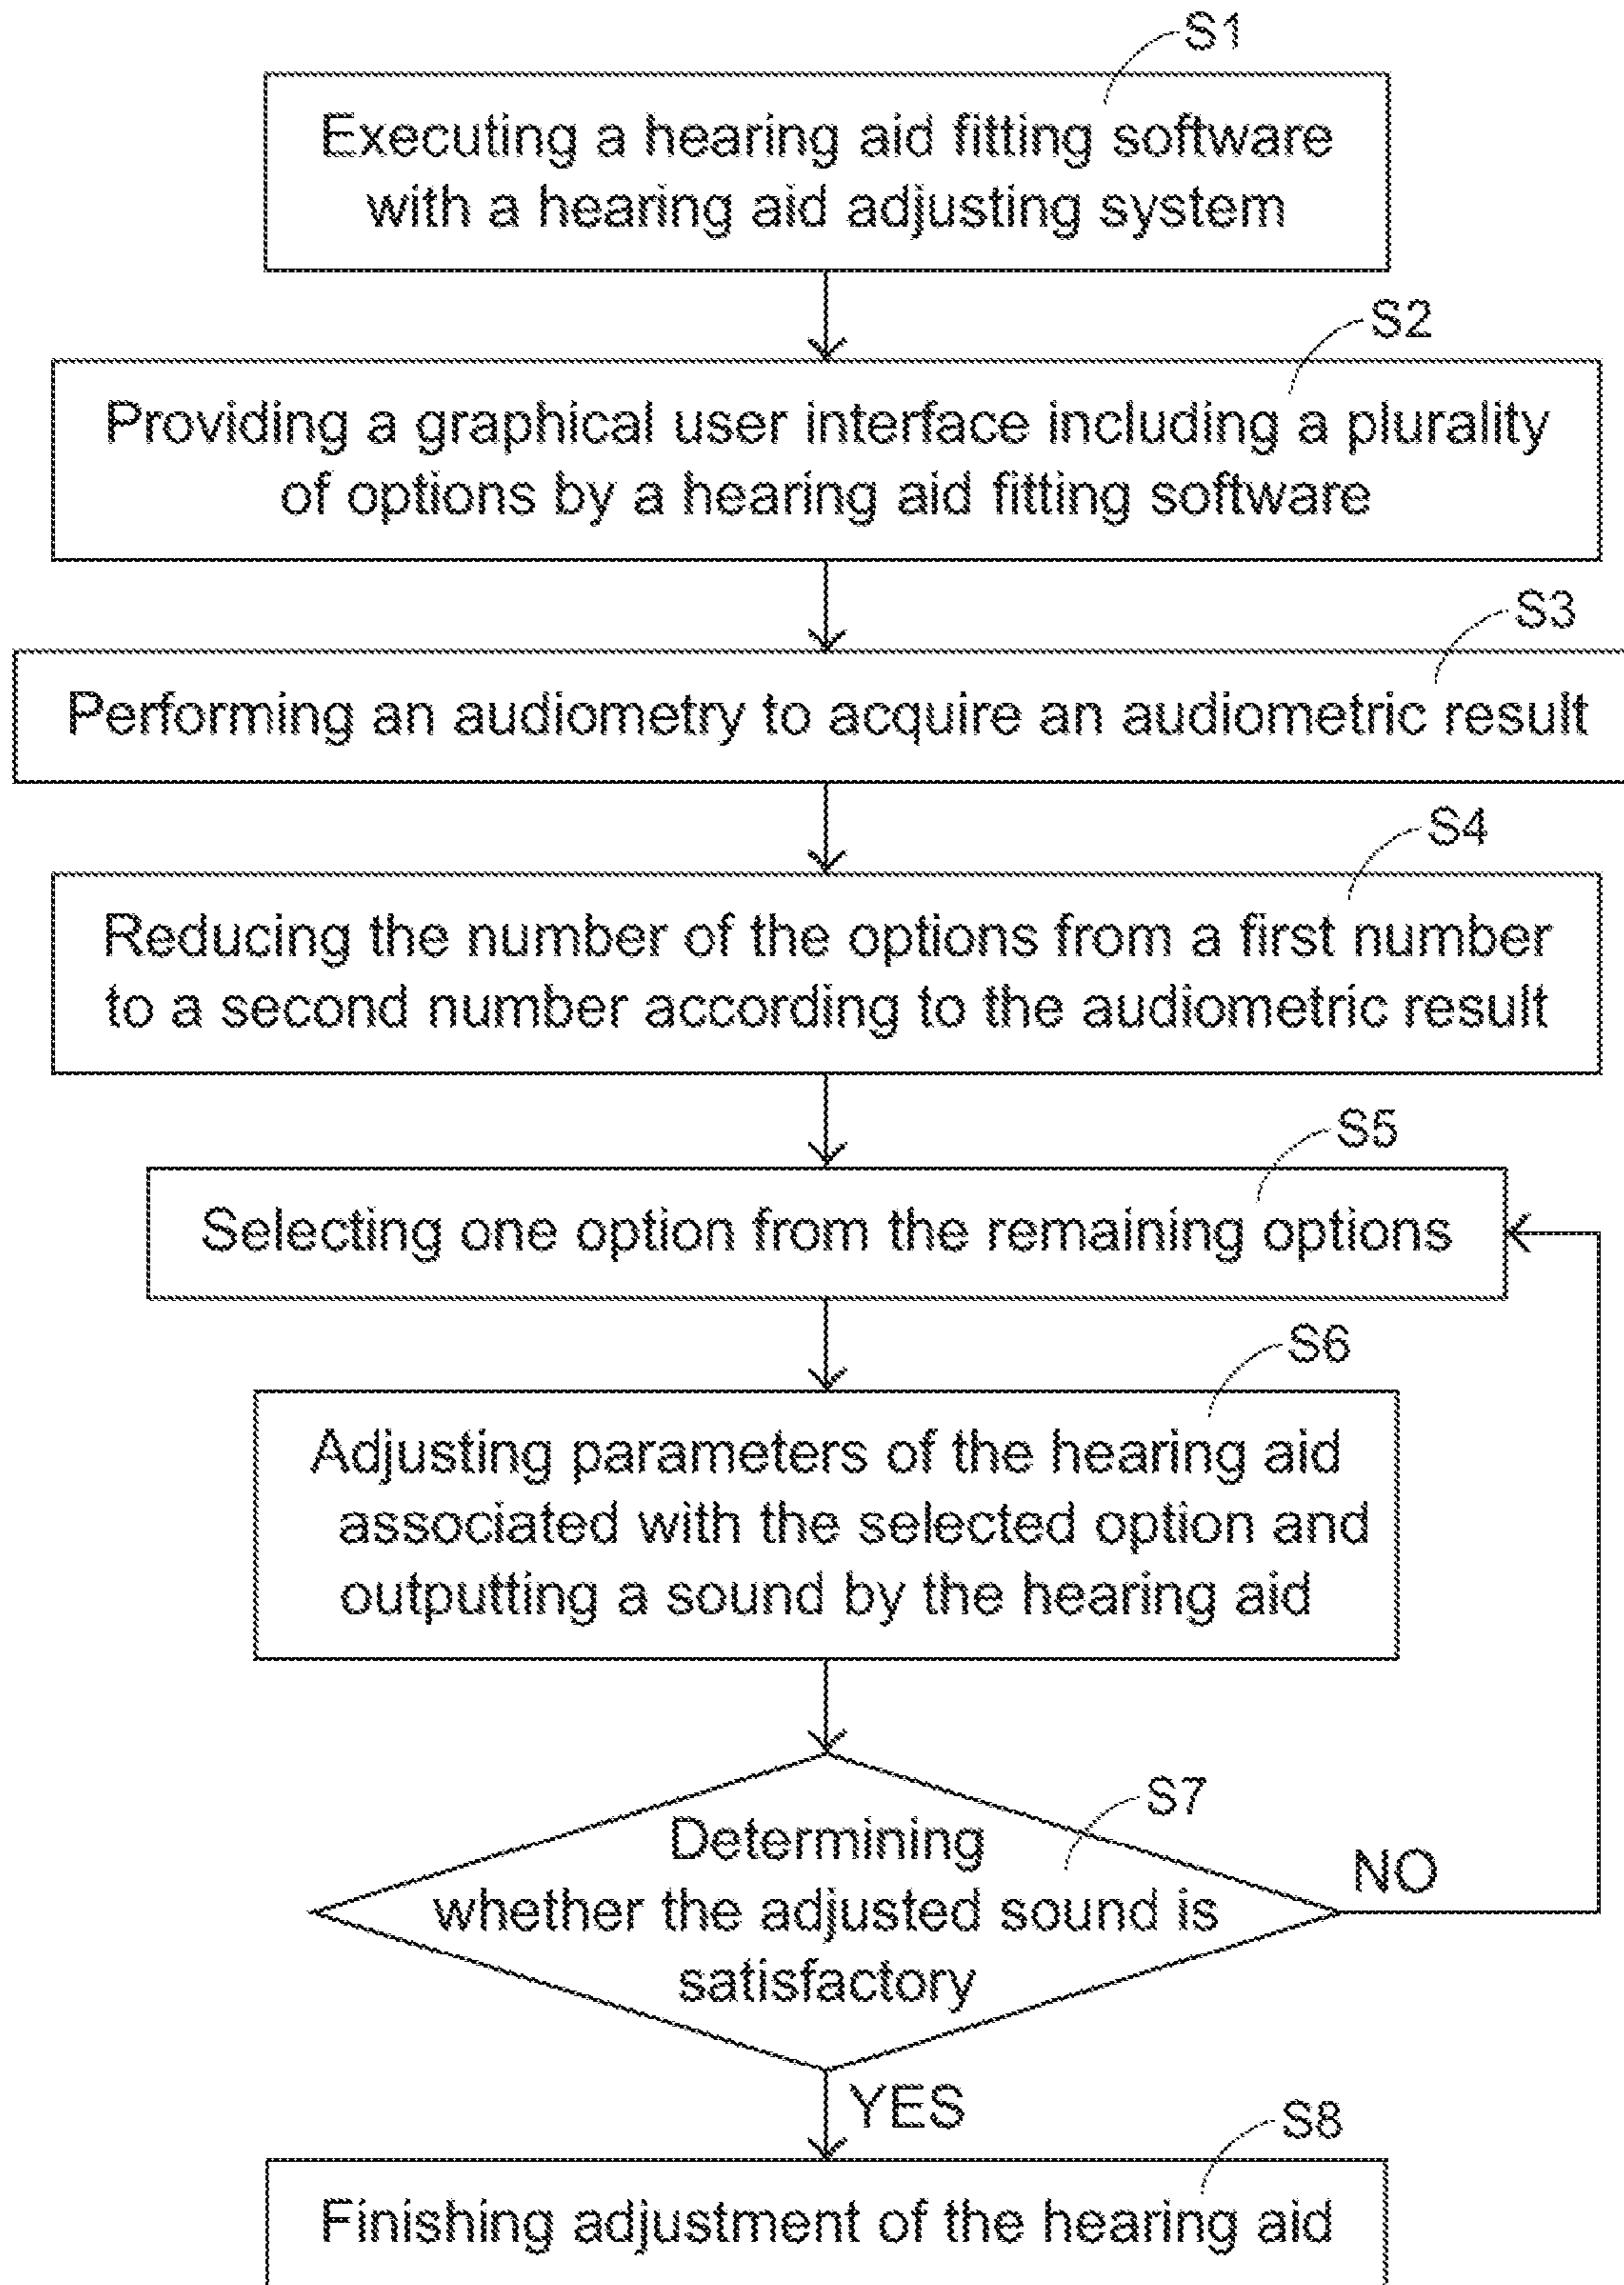 S1
Executing a hearing aid fitting software
with a hearing aid adjusting system
S2
Providing a graphical user interface including a plurality
of options by a hearing aid fitting software
S3
Performing an audiometry to acquire an audiometric result
S4
Reducing the number of the options from a first number
to a second number according to the audiometric result
S5
Selecting one option from the remaining options
S6
Adjusting parameters of the hearing aid
associated with the selected option and
outputting a sound by the hearing aid
S7
Determining
whether the adjusted sound is
satisfactory
NO
YES
S8
Finishing adjustment of the hearing aid